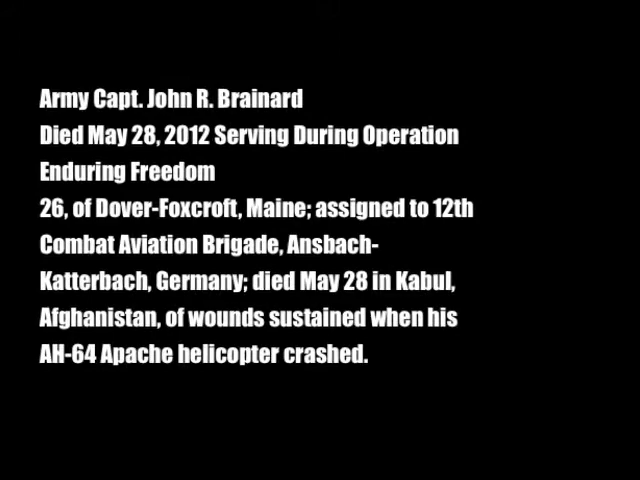 Army Capt. John R. Brainard
Died May 28, 2012 Serving During Operation
Enduring Freedom
26, of Dover-Foxcroft, Maine; assigned to 12th
Combat Aviation Brigade, Ansbach-
Katterbach, Germany; died May 28 in Kabul,
Afghanistan, of wounds sustained when his
AH-64 Apache helicopter crashed.